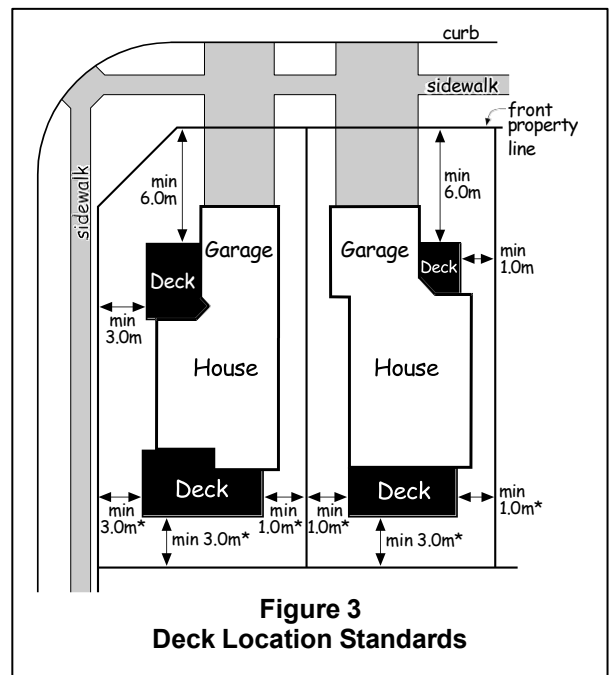 curb
sidewalk
front
property
line
sidewalk
min
6.0m
min
6.0m
Garage
Garage
Deck
Deck
min
1.0m
min
3.0m
House
House
Deck
Deck
min
3.0m*
min
1.0m*
min
1.0m*
min
1.0m*
min 3.0m*
min 3.0m*
Figure 3
Deck Location Standards